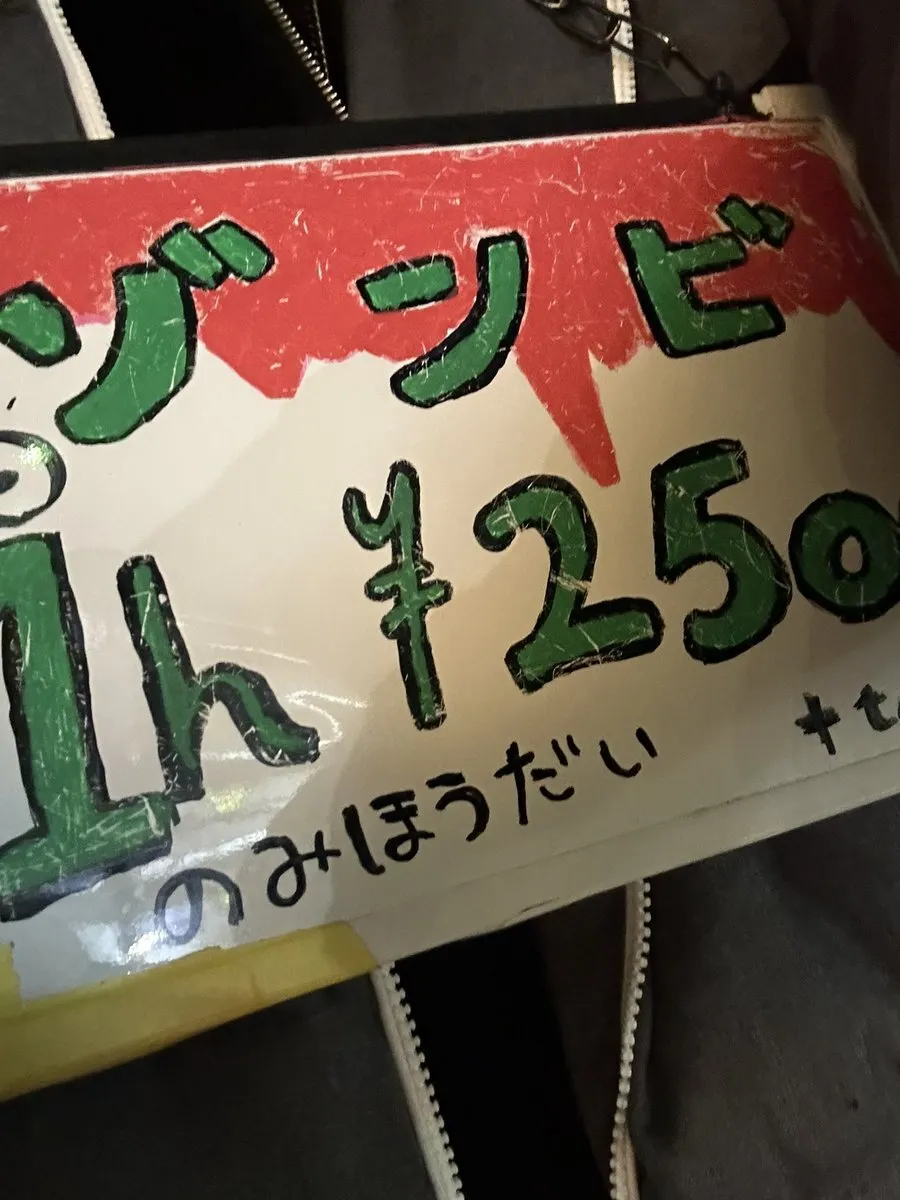 ゾンビ
1h ¥250
のみほうだい
+t